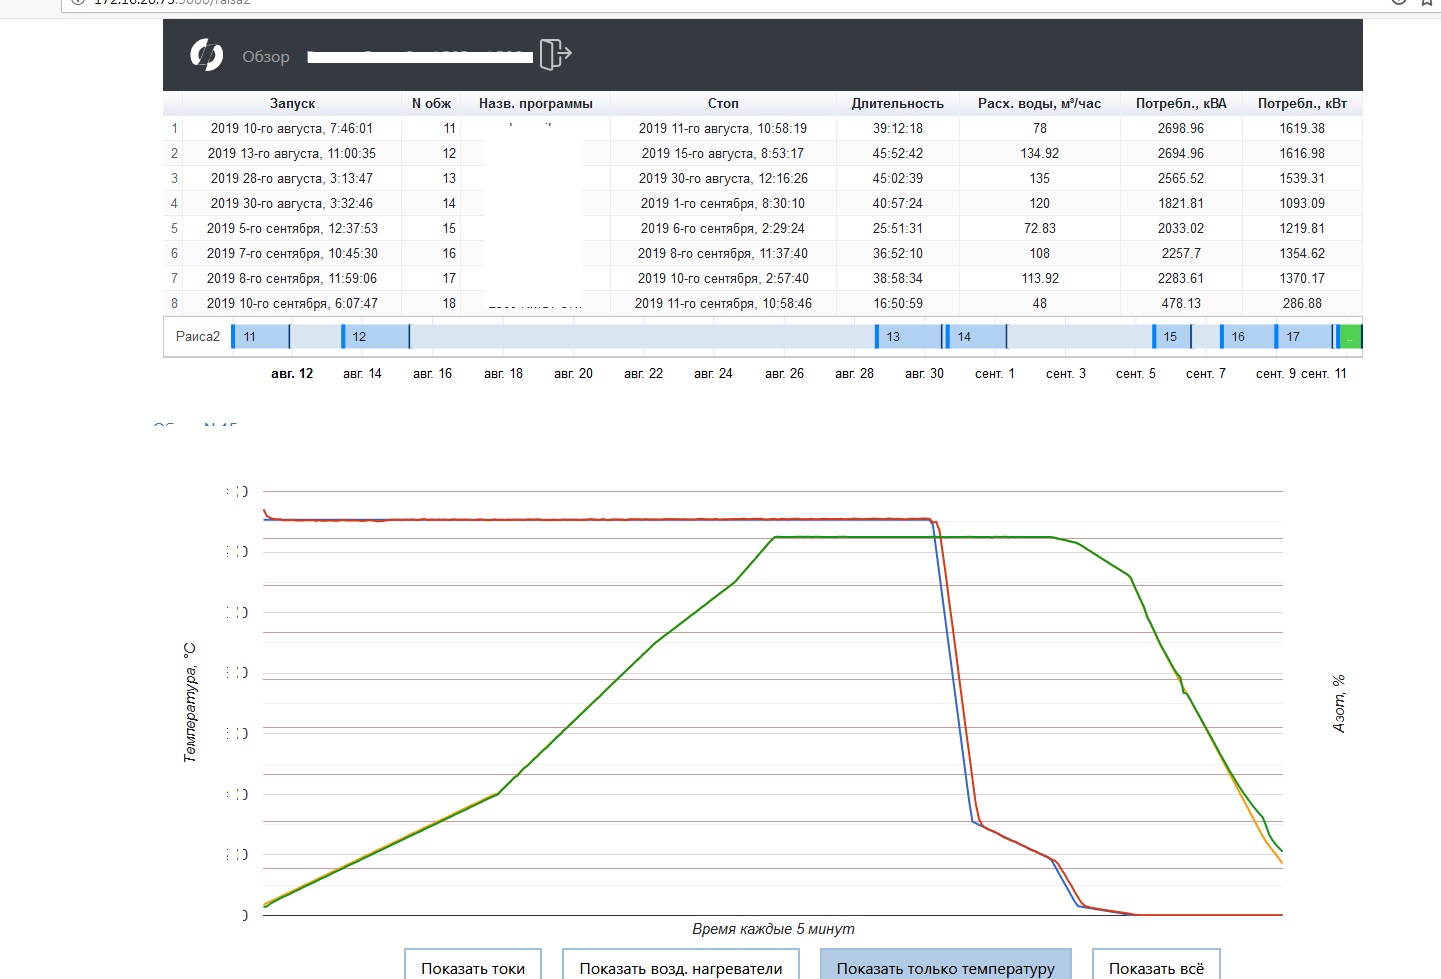 Обзор
Запуск N обж Назв. программы Стоп Длительность Расх. воды, м³/час Потребл., кВА Потребл., кВт
1 2019 10-го августа, 7:46:01 11 2019 11-го августа, 10:58:19 39:12:18 78 2698.96 1619.38
2 2019 13-го августа, 11:00:35 12 2019 15-го августа, 8:53:17 45:52:42 134.92 2694.96 1616.98
3 2019 28-го августа, 3:13:47 13 2019 30-го августа, 12:16:26 45:02:39 135 2565.52 1539.31
4 2019 30-го августа, 3:32:46 14 2019 1-го сентября, 8:30:10 40:57:24 120 1821.81 1093.09
5 2019 5-го сентября, 12:37:53 15 2019 6-го сентября, 2:29:24 25:51:31 72.83 2033.02 1219.81
6 2019 7-го сентября, 10:45:30 16 2019 8-го сентября, 11:37:40 36:52:10 108 2257.7 1354.62
7 2019 8-го сентября, 11:59:06 17 2019 10-го сентября, 2:57:40 38:58:34 113.92 2283.61 1370.17
8 2019 10-го сентября, 6:07:47 18 2019 11-го сентября, 10:58:46 16:50:59 48 478.13 286.88
Раиса2 11 12 13 14 15 16 17 ..
авг. 12 авг. 14 авг. 16 авг. 18 авг. 20 авг. 22 авг. 24 авг. 26 авг. 28 авг. 30 сент. 1 сент. 3 сент. 5 сент. 7 сент. 9 сент. 11
Температура, °C
Азот, %
0
Время каждые 5 минут
Показать токи Показать возд. нагреватели Показать только температуру Показать всё